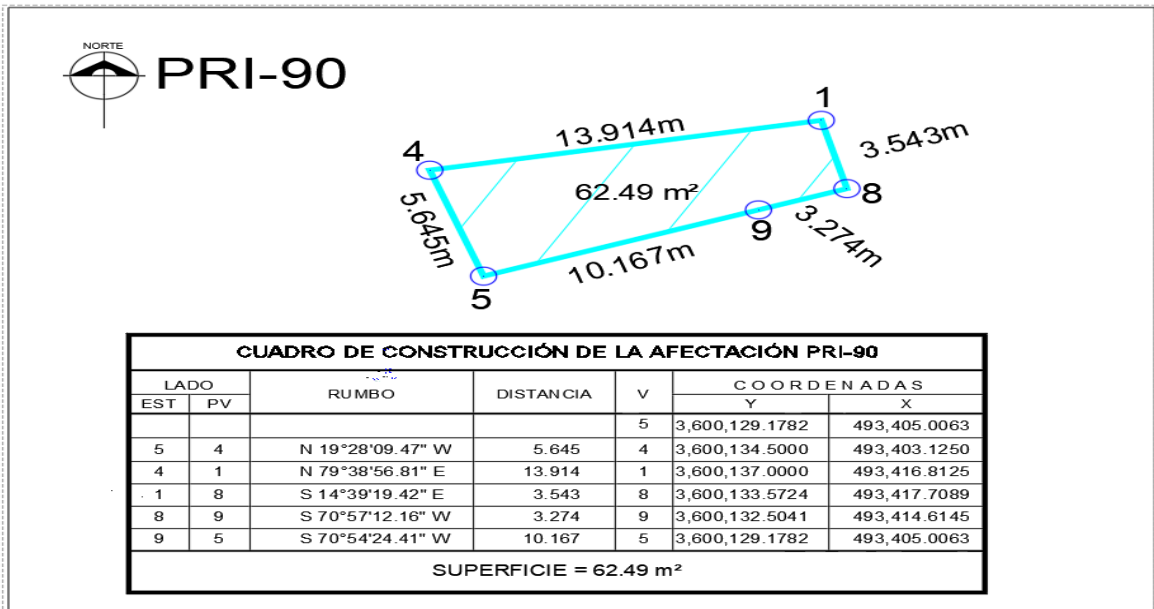 NORTE
PRI-90
1
13.914m
3.543m
4
62.49 m²
8
5.645m
9
3.274m
10.167m
5
CUADRO DE CONSTRUCCIÓN DE LA AFECTACIÓN PRI-90
LADO RUMBO DISTANCIA V COORDENADAS
EST PV Y X
5 3,600,129.1782 493,405.0063
5 4 N 19°28'09.47" W 5.645 4 3,600,134.5000 493,403.1250
4 1 N 79°38'56.81" E 13.914 1 3,600,137.0000 493,416.8125
1 8 S 14°39'19.42" E 3.543 8 3,600,133.5724 493,417.7089
8 9 S 70°57'12.16" W 3.274 9 3,600,132.5041 493,414.6145
9 5 S 70°54'24.41" W 10.167 5 3,600,129.1782 493,405.0063
SUPERFICIE = 62.49 m²